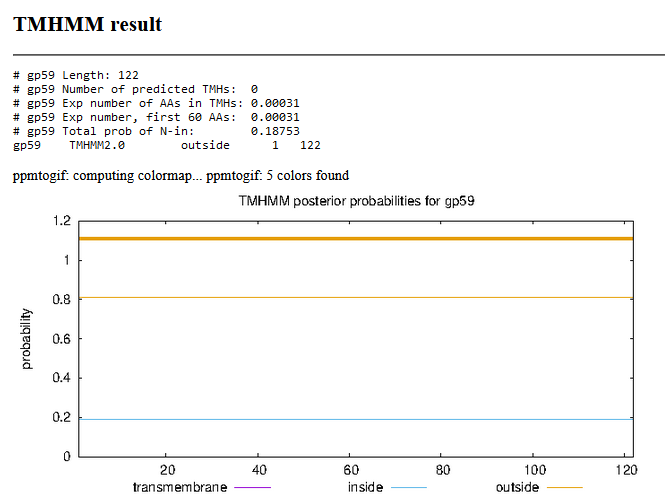 TMHMM result
# gp59 Length: 122
# gp59 Number of predicted TMHs:  0
# gp59 Exp number of AAs in TMHs: 0.00031
# gp59 Exp number, first 60 AAs:  0.00031
# gp59 Total prob of N-in:        0.18753
gp59    TMHMM2.0        outside      1   122
ppmtogif: computing colormap... ppmtogif: 5 colors found
TMHMM posterior probabilities for gp59
1.2
1
0.8
0.6
0.4
0.2
0
probability
20 40 60 80 100 120
transmembrane inside outside